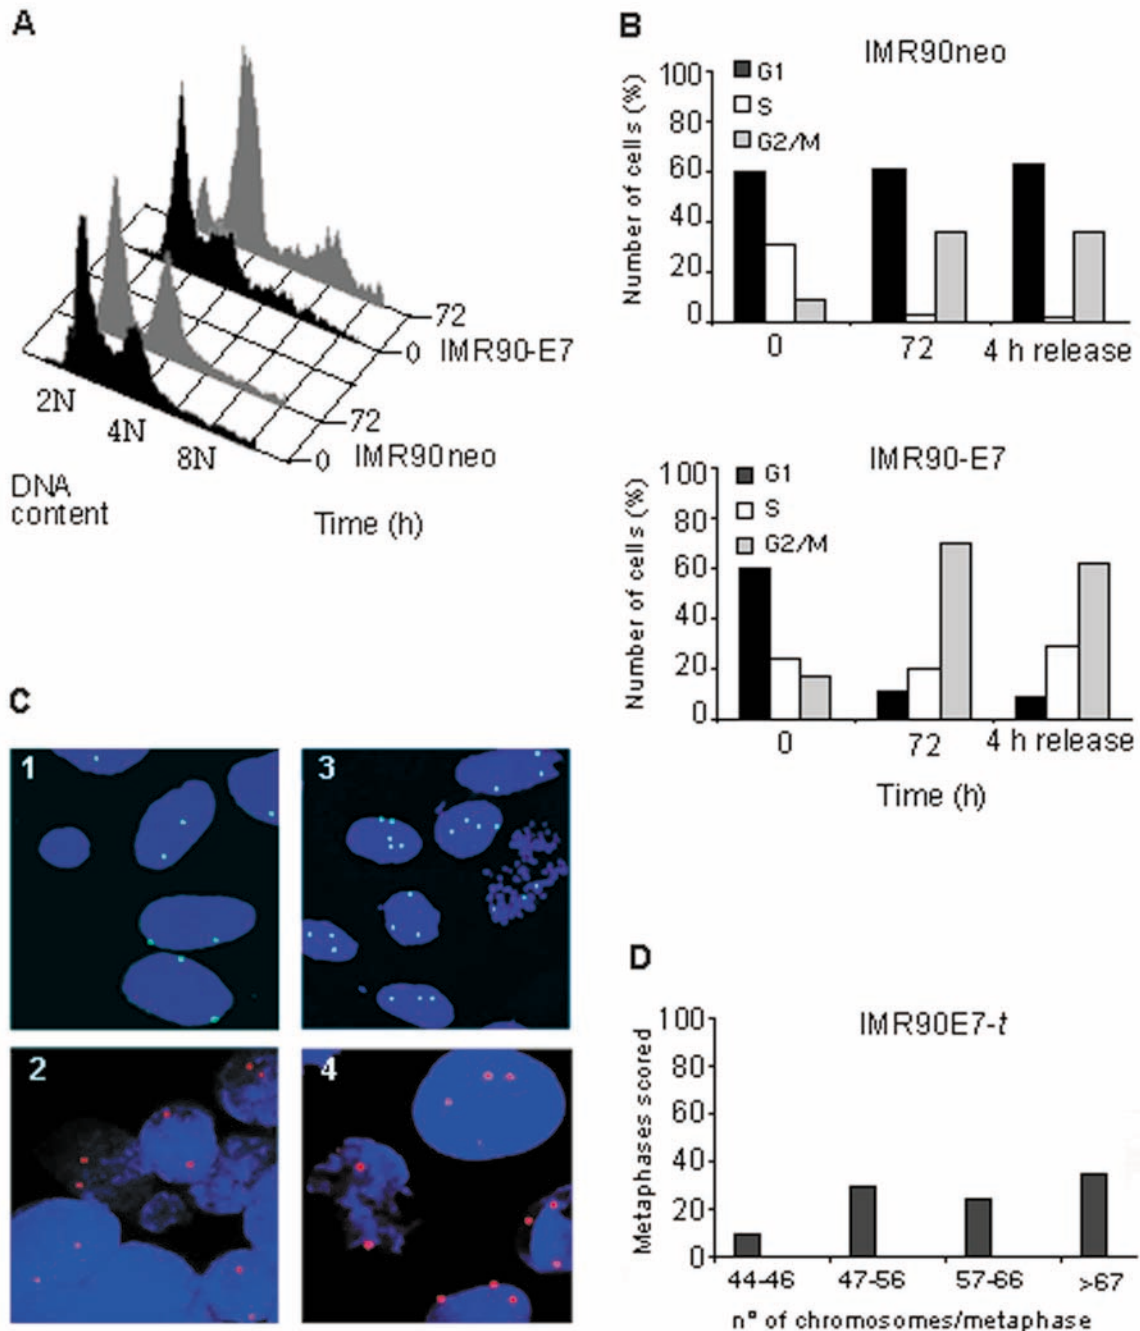 A
72
0 IMR90-E7
72
0 IMR90neo
2N
4N
8N
DNA
content
Time (h)
B
IMR90neo
Number of cells (%)
100
80
60
40
20
0
G1
S
G2/M
0 72 4 h release
IMR90-E7
Number of cells (%)
100
80
60
40
20
0
G1
S
G2/M
0 72 4 h release
Time (h)
C
1
3
2
4
D
IMR90E7-t
Metaphases scored
100
80
60
40
20
0
44-46 47-56 57-66 >67
n° of chromosomes/metaphase